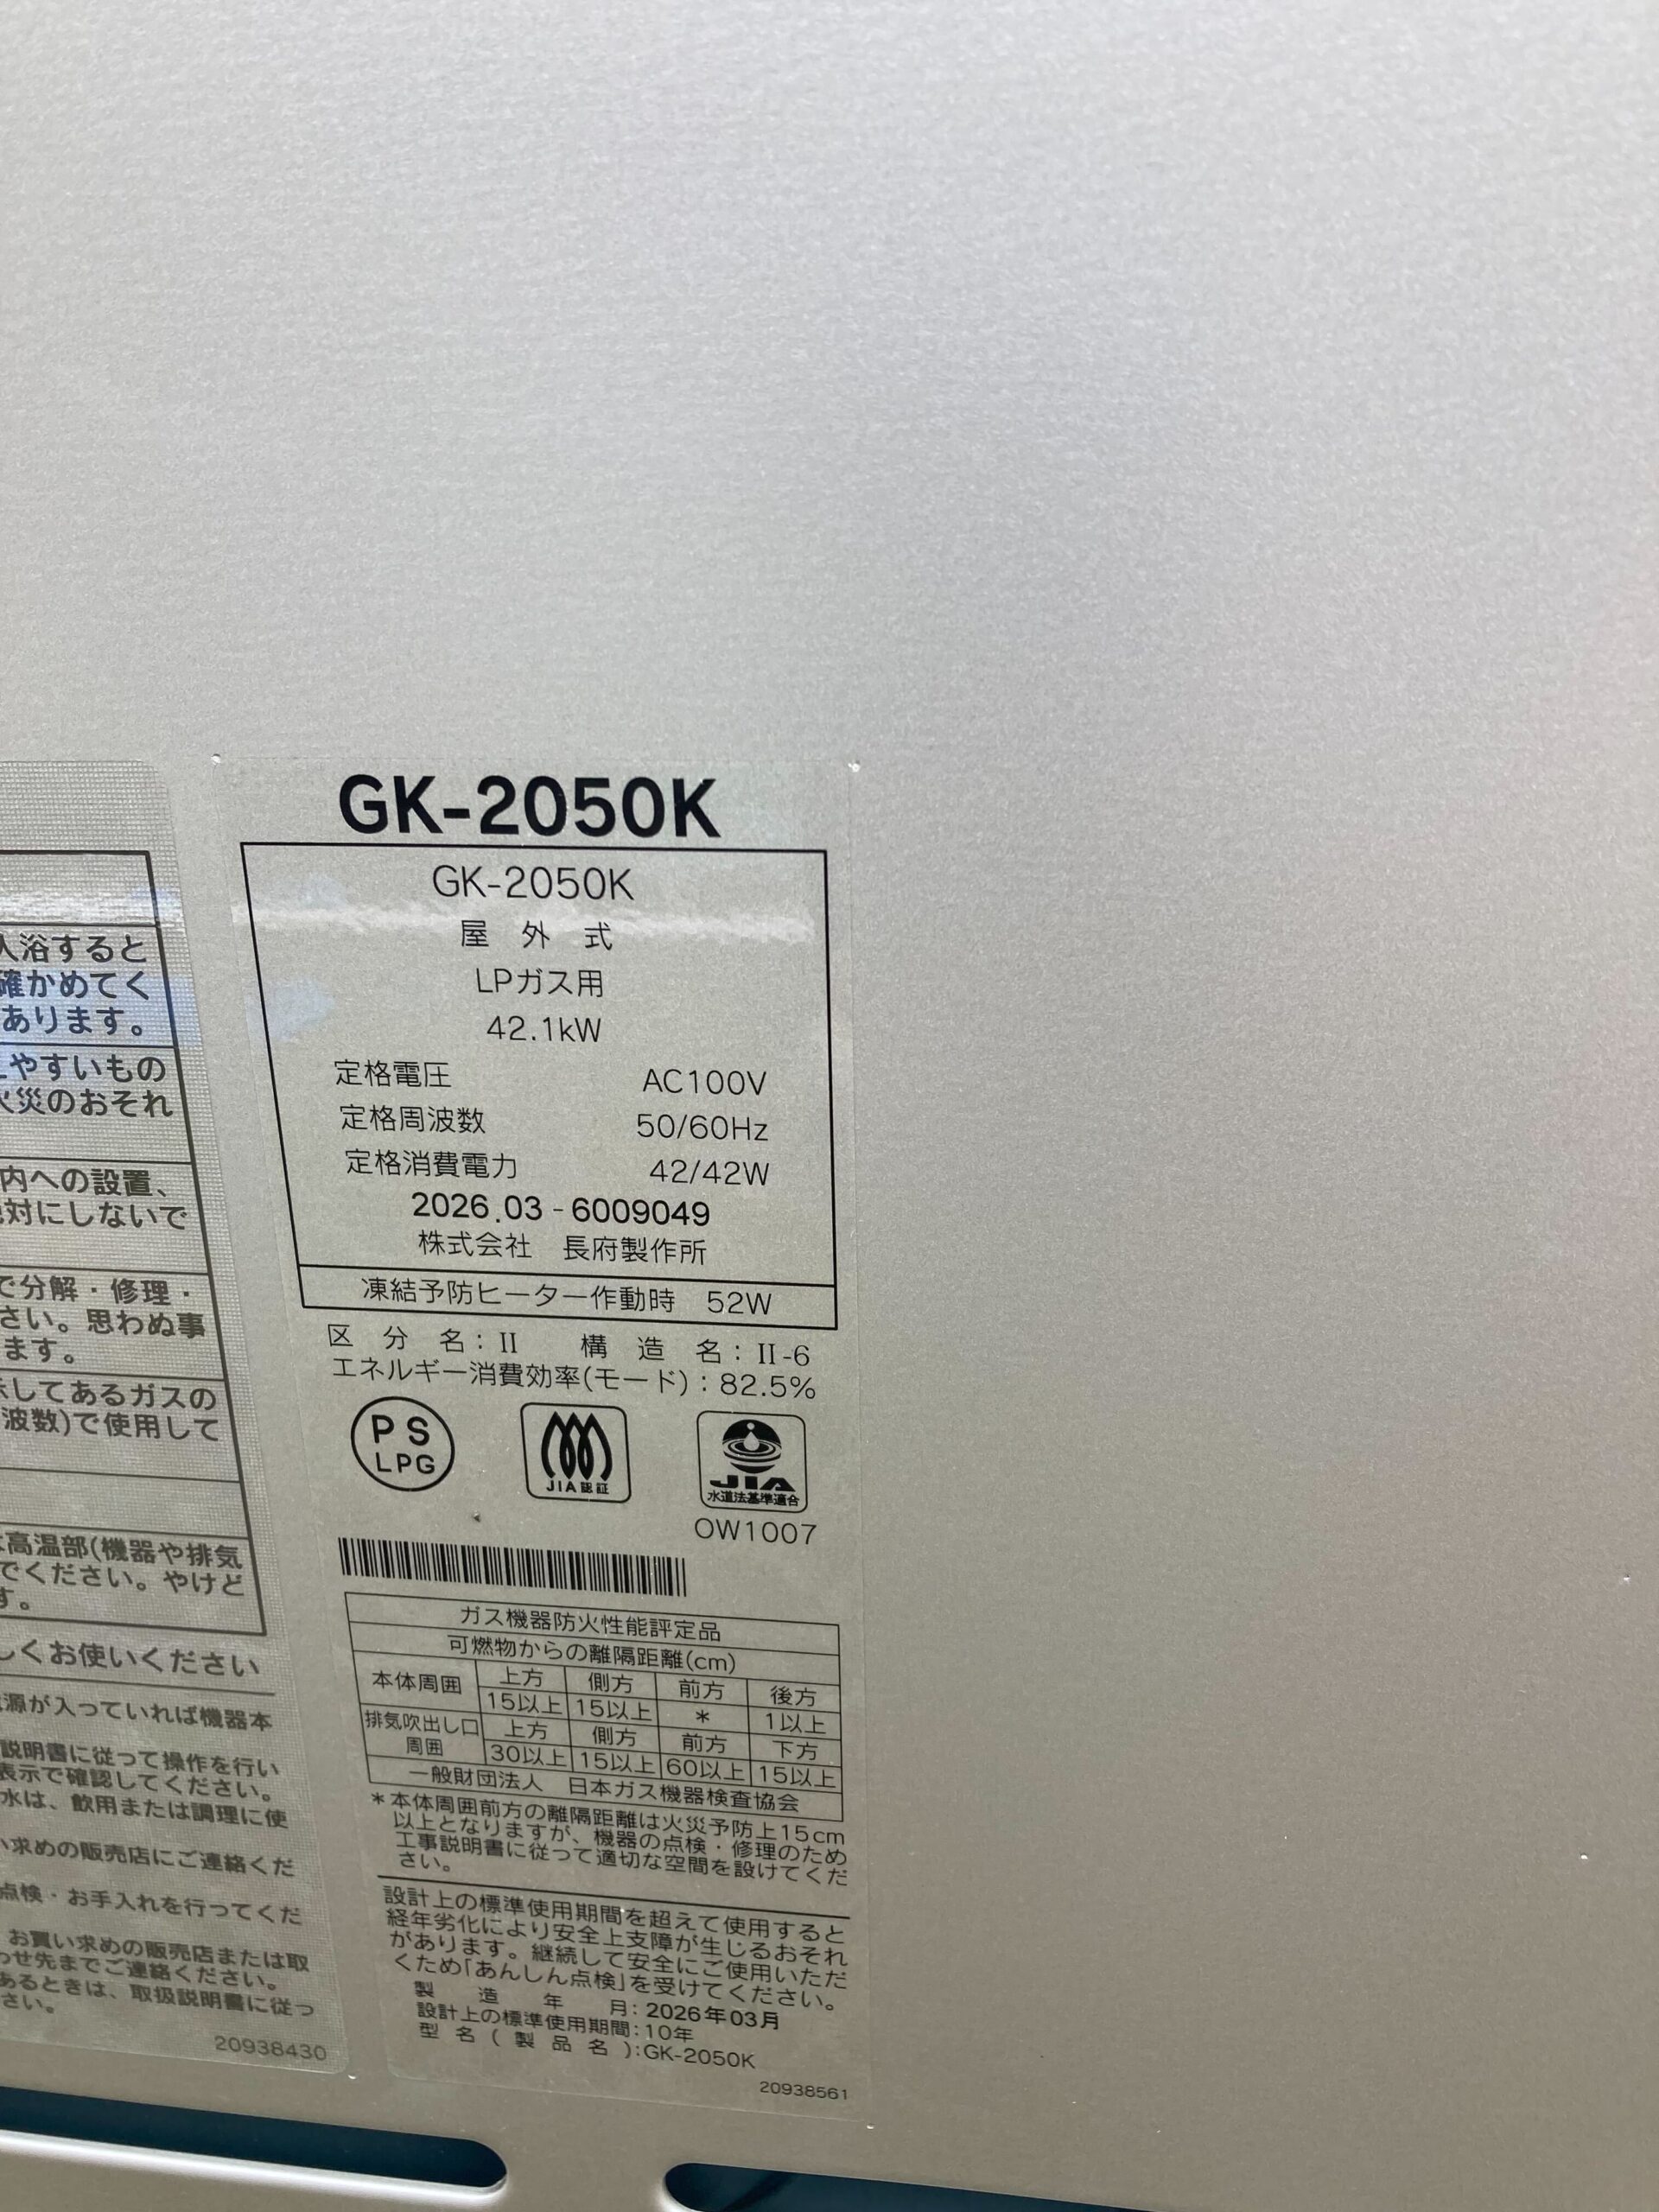 入浴すると
確かめてく
あります。
やすいもの
火災のおそれ
内への設置、
対にしないで
で分解・修理・
さい。思わぬ事
ます。
してあるガスの
波数)で使用して
高温部(機器や排気
でください。やけど
す。
しくお使いください
源が入っていれば機器本
説明書に従って操作を行い
表示で確認してください。
水は、飲用または調理に使
い求めの販売店にご連絡くだ
点検・お手入れを行ってくだ
お買い求めの販売店または取
わせ先までご連絡ください。
あるときは、取扱説明書に従っ
さい。
20938430
GK-2050K
GK-2050K
屋 外 式
LPガス用
42.1kW
定格電圧 AC100V
定格周波数 50/60Hz
定格消費電力 42/42W
2026.03-6009049
株式会社 長府製作所
凍結予防ヒーター作動時 52W
区 分 名：II 構 造 名：II-6
エネルギー消費効率(モード)：82.5%
PS
LPG
JIA認証
JIA
水道法基準適合
OW1007
ガス機器防火性能評定品
可燃物からの離隔距離(cm)
本体周囲 上方 側方 前方 後方
15以上 15以上 * 1以上
排気吹出し口周囲 上方 側方 前方 下方
30以上 15以上 60以上 15以上
一般財団法人 日本ガス機器検査協会
*本体周囲前方の離隔距離は火災予防上15cm
以上となりますが、機器の点検・修理のため
工事説明書に従って適切な空間を設けてくだ
さい。
設計上の標準使用期間を超えて使用すると
経年劣化により安全上支障が生じるおそれ
があります。継続して安全にご使用いただ
くため「あんしん点検」を受けてください。
製 造 年 月：2026年03月
設計上の標準使用期間：10年
型 名 ( 製 品 名 )：GK-2050K
20938561